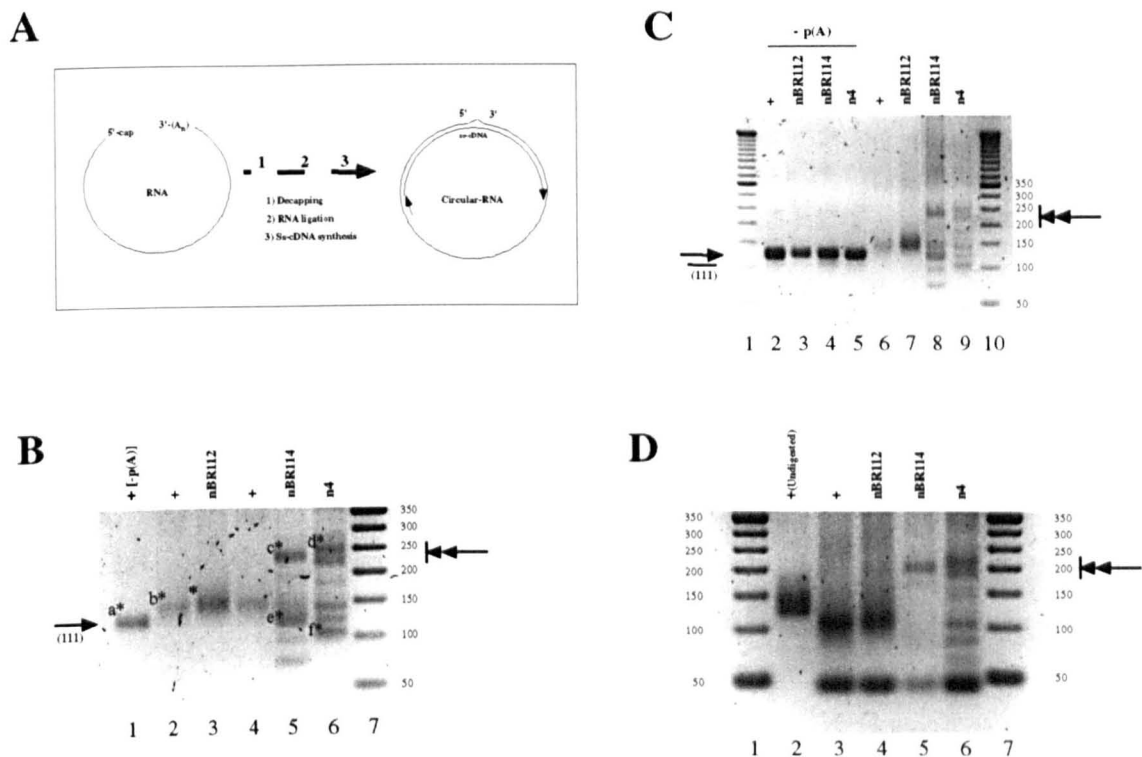 A
5'-cap
3'-(An)
RNA
1 2 3
1) Decapping
2) RNA ligation
3) Ss-cDNA synthesis
5' 3'
ss-cDNA
Circular-RNA
C
- p(A)
+ nBR112 nBR114 n4 + nBR112 nBR114 n4
350
300
250
200
150
100
50
(111)
1 2 3 4 5 6 7 8 9 10
B
+ [-p(A)] + nBR112 + nBR114 n4
350
300
250
200
150
100
50
a* b* * c* d* e* f*
(111)
1 2 3 4 5 6 7
D
+(Undigested) + nBR112 nBR114 n4
350 350
300 300
250 250
200 200
150 150
100 100
50 50
1 2 3 4 5 6 7